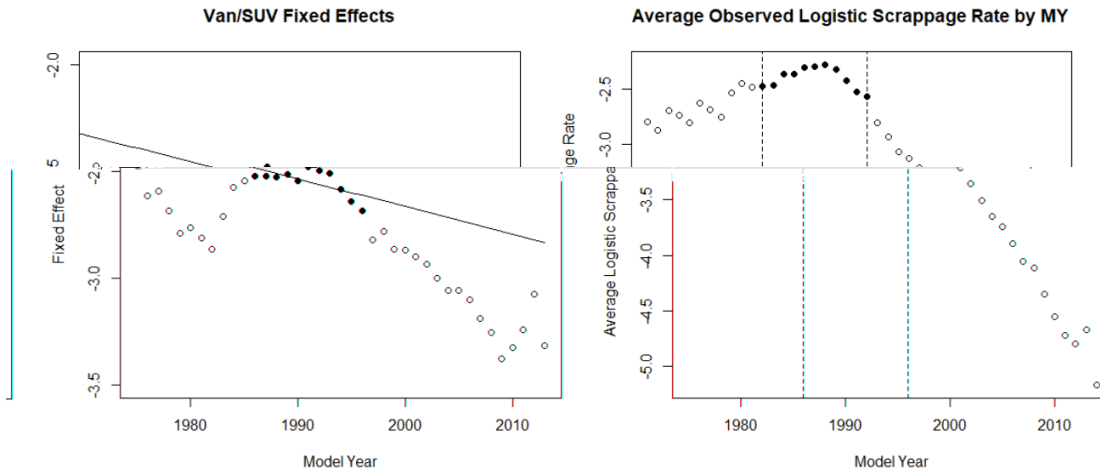 Van/SUV Fixed Effects
Average Observed Logistic Scrappage Rate by MY
-2.0
-3.0
-3.5
Fixed Effect
1980
1990
2000
2010
Model Year
-2.5
-3.0
-3.5
-4.0
-4.5
-5.0
Average Logistic Scrappa
ge Rate
1980
1990
2000
2010
Model Year